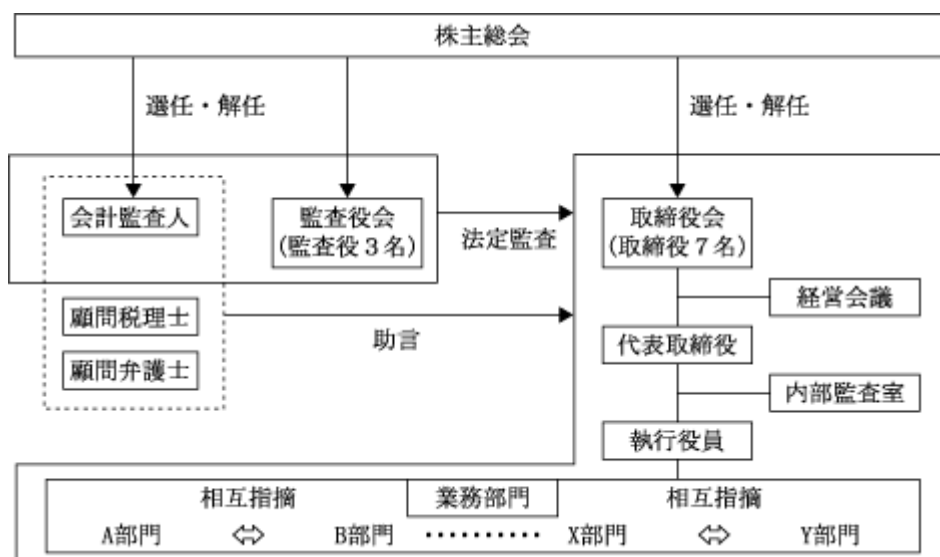 株主総会
選任・解任
選任・解任
会計監査人
監査役会
(監査役3名)
法定監査
取締役会
(取締役7名)
経営会議
顧問税理士
助言
代表取締役
顧問弁護士
内部監査室
執行役員
相互指摘
業務部門
相互指摘
A部門 ⇔ B部門 ・・・・・・・・・・ X部門 ⇔ Y部門